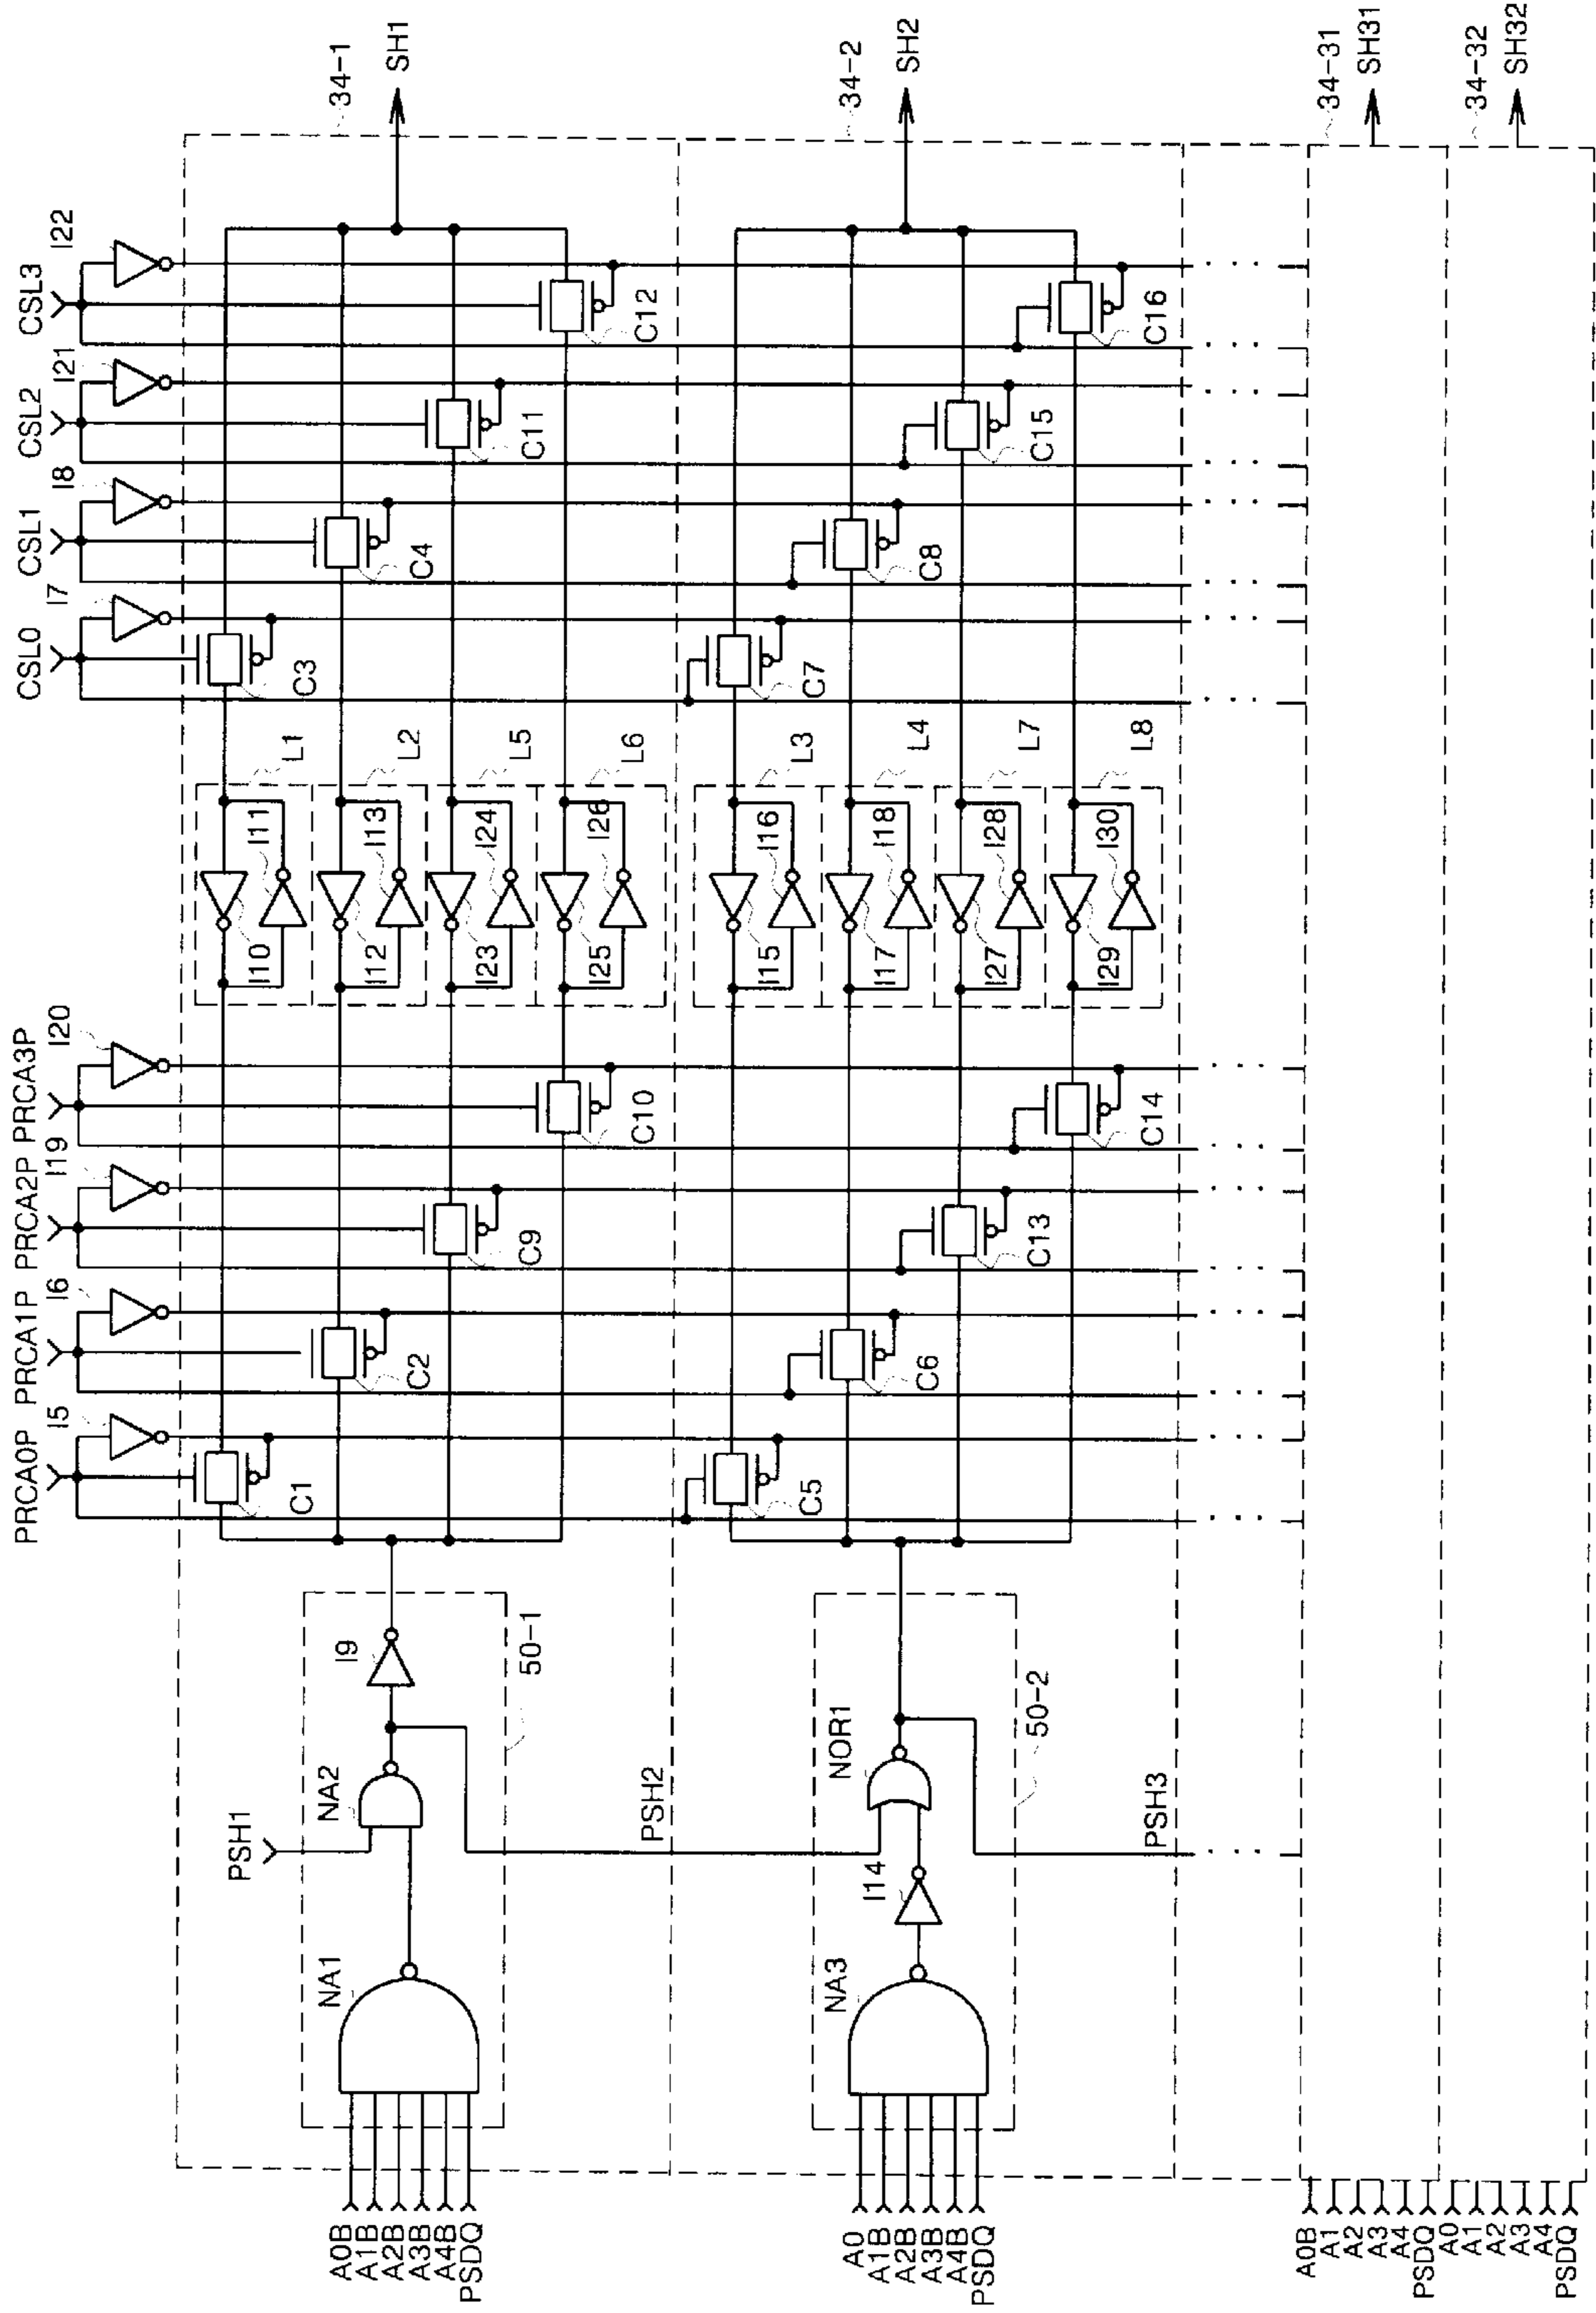 PRCA0P
I5
PRCA1P
I6
PRCA2P
I19
PRCA3P
I20
CSL0
I7
CSL1
I8
CSL2
I21
CSL3
I22
A0B
A1B
A2B
A3B
A4B
PSDQ
NA1
PSH1
NA2
I9
50-1
C1
C2
C9
C10
I10
I11
L1
I12
I13
L2
I23
I24
L5
I25
I26
L6
C3
C4
C11
C12
34-1
SH1
PSH2
A0
A1B
A2B
A3B
A4B
PSDQ
NA3
I14
NOR1
50-2
C5
C6
C13
C14
I15
I16
L3
I17
I18
L4
I27
I28
L7
I29
I30
L8
C7
C8
C15
C16
34-2
SH2
PSH3
A0B
A1
A2
A3
A4
PSDQ
34-31
SH31
A0
A1
A2
A3
A4
PSDQ
34-32
SH32